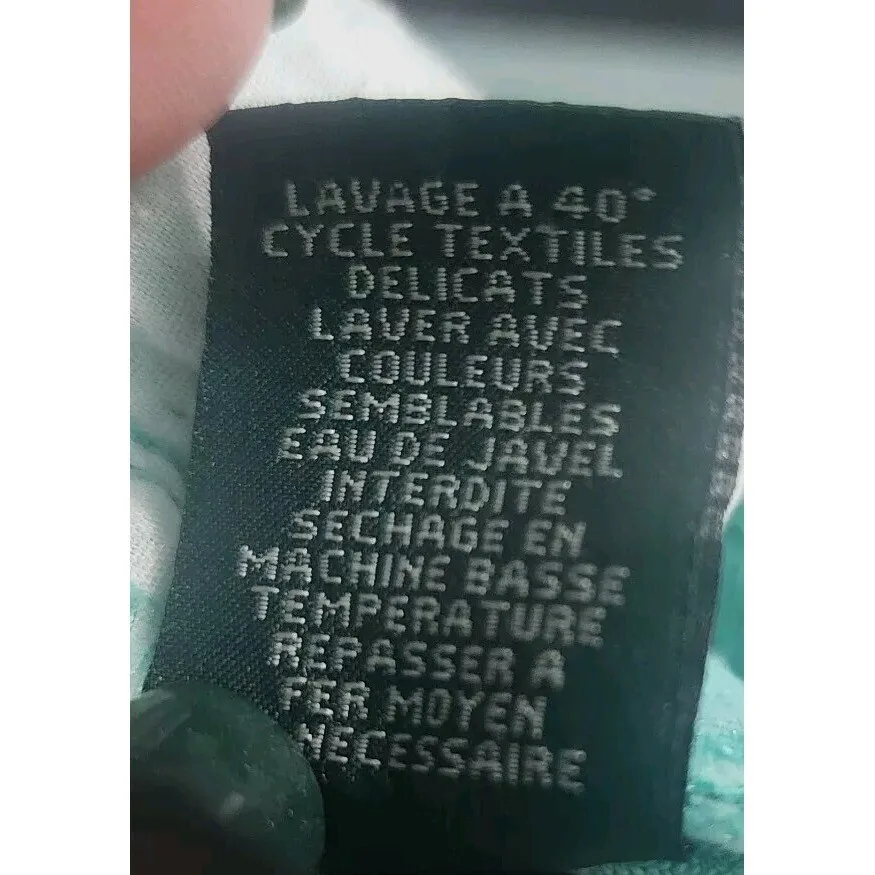 LAVAGE A 40°
CYCLE TEXTILES
DELICATS
LAVER AVEC
COULEURS
SEMBLABLES
EAU DE JAVEL
INTERDITE
SECHAGE EN
MACHINE BASSE
TEMPERATURE
REPASSER A
FER MOYEN
NECESSAIRE